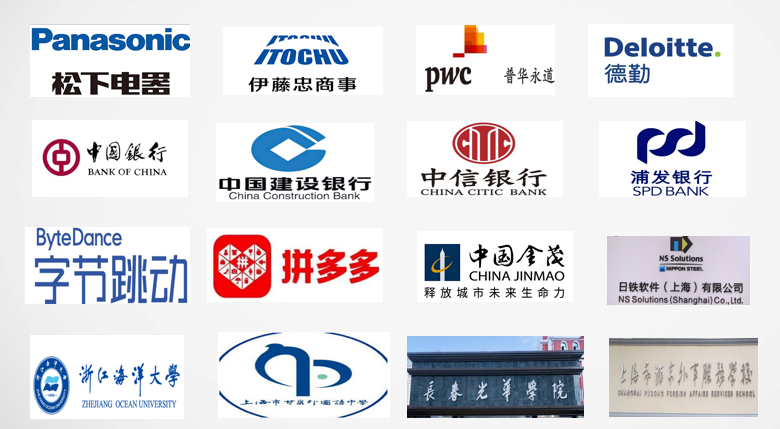 Panasonic
松下电器
ITOCHU
ITOCHU
伊藤忠商事
pwc 普华永道
Deloitte.
德勤
中国銀行
BANK OF CHINA
中国建设银行
China Construction Bank
CITIC
中信银行
CHINA CITIC BANK
浦发银行
SPD BANK
ByteDance
字节跳动
拼
拼多多
中国金茂
CHINA JINMAO
释放城市未来生命力
NS Solutions
NIPPON STEEL
日铁软件（上海）有限公司
NS Solutions (Shanghai) Co., Ltd.
浙江海洋大學
ZHEJIANG OCEAN UNIVERSITY
上海市甘泉外國语中学
長春光華學院
上海市浦东外事服務学校
SHANGHAI PUDONG FOREIGN AFFAIRS SERVICES SCHOOL